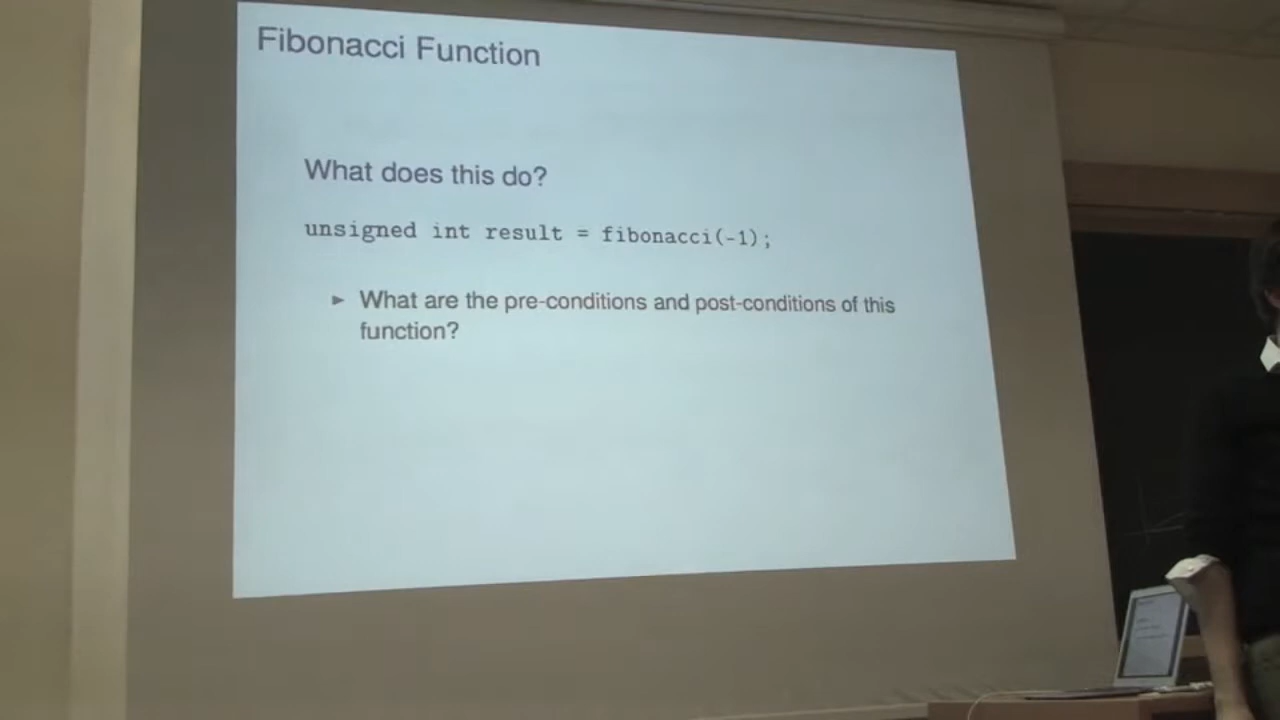 Fibonacci Function
What does this do?
unsigned int result = fibonacci(-1);
► What are the pre-conditions and post-conditions of this
function?